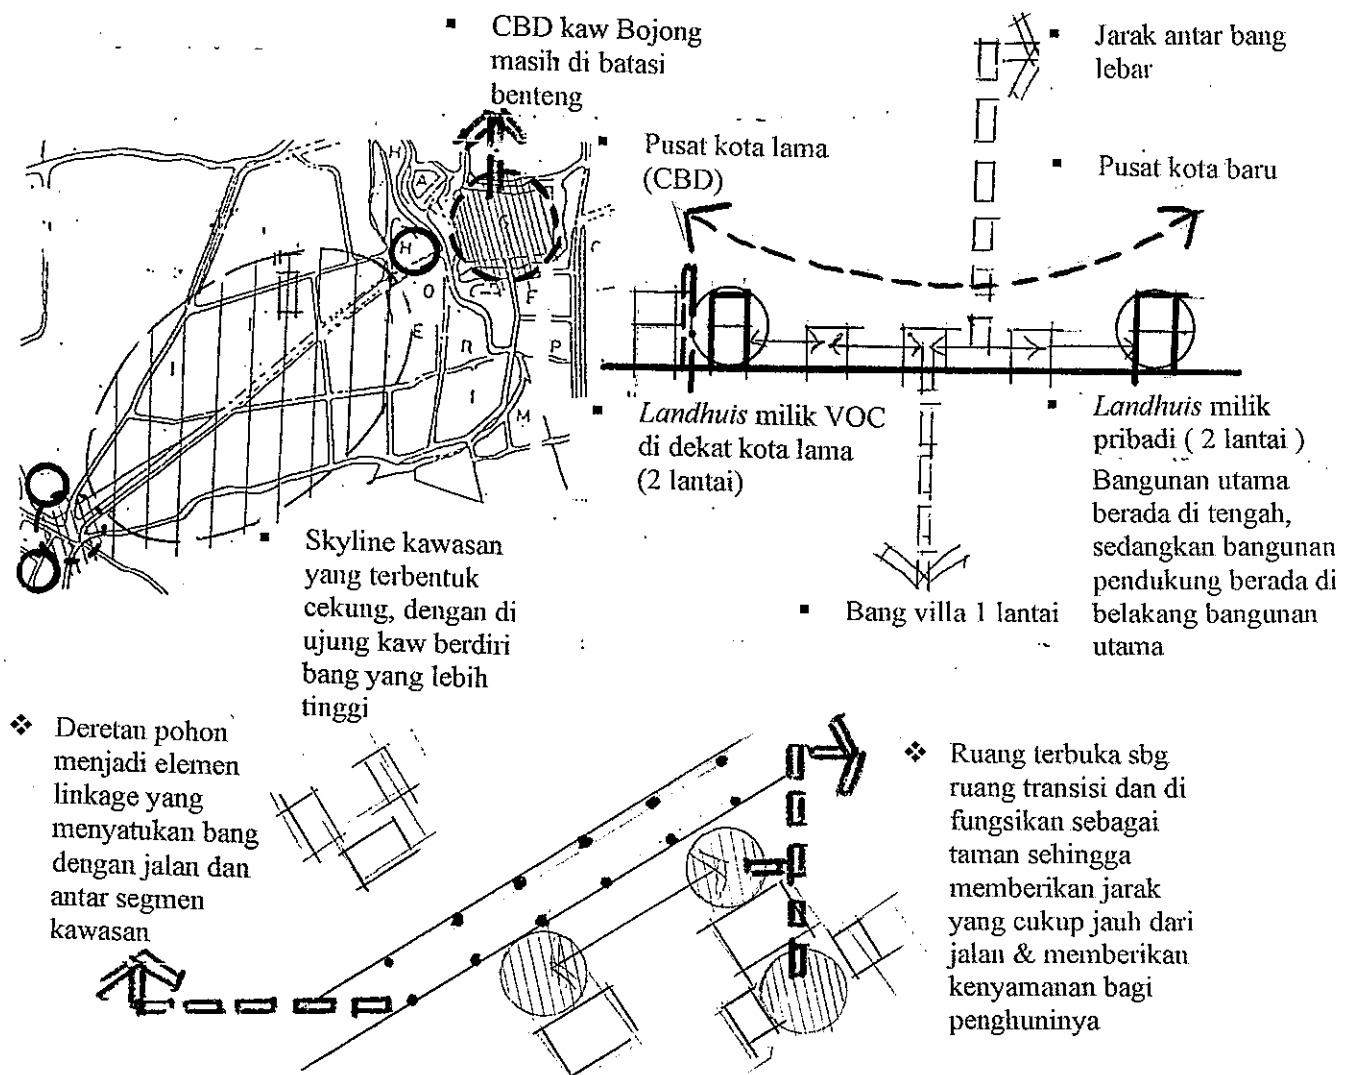 ▪ CBD kaw Bojong
masih di batasi
benteng
▪ Jarak antar bang
lebar
▪ Pusat kota lama
(CBD)
▪ Pusat kota baru
H
A
H
O
E
F
R
P
I
I
M
▪ Landhuis milik VOC
di dekat kota lama
(2 lantai)
▪ Landhuis milik
pribadi ( 2 lantai )
Bangunan utama
berada di tengah,
sedangkan bangunan
pendukung berada di
belakang bangunan
utama
▪ Skyline kawasan
yang terbentuk
cekung, dengan di
ujung kaw berdiri
bang yang lebih
tinggi
▪ Bang villa 1 lantai
❖ Deretan pohon
menjadi elemen
linkage yang
menyatukan bang
dengan jalan dan
antar segmen
kawasan
❖ Ruang terbuka sbg
ruang transisi dan di
fungsikan sebagai
taman sehingga
memberikan jarak
yang cukup jauh dari
jalan & memberikan
kenyamanan bagi
penghuninya